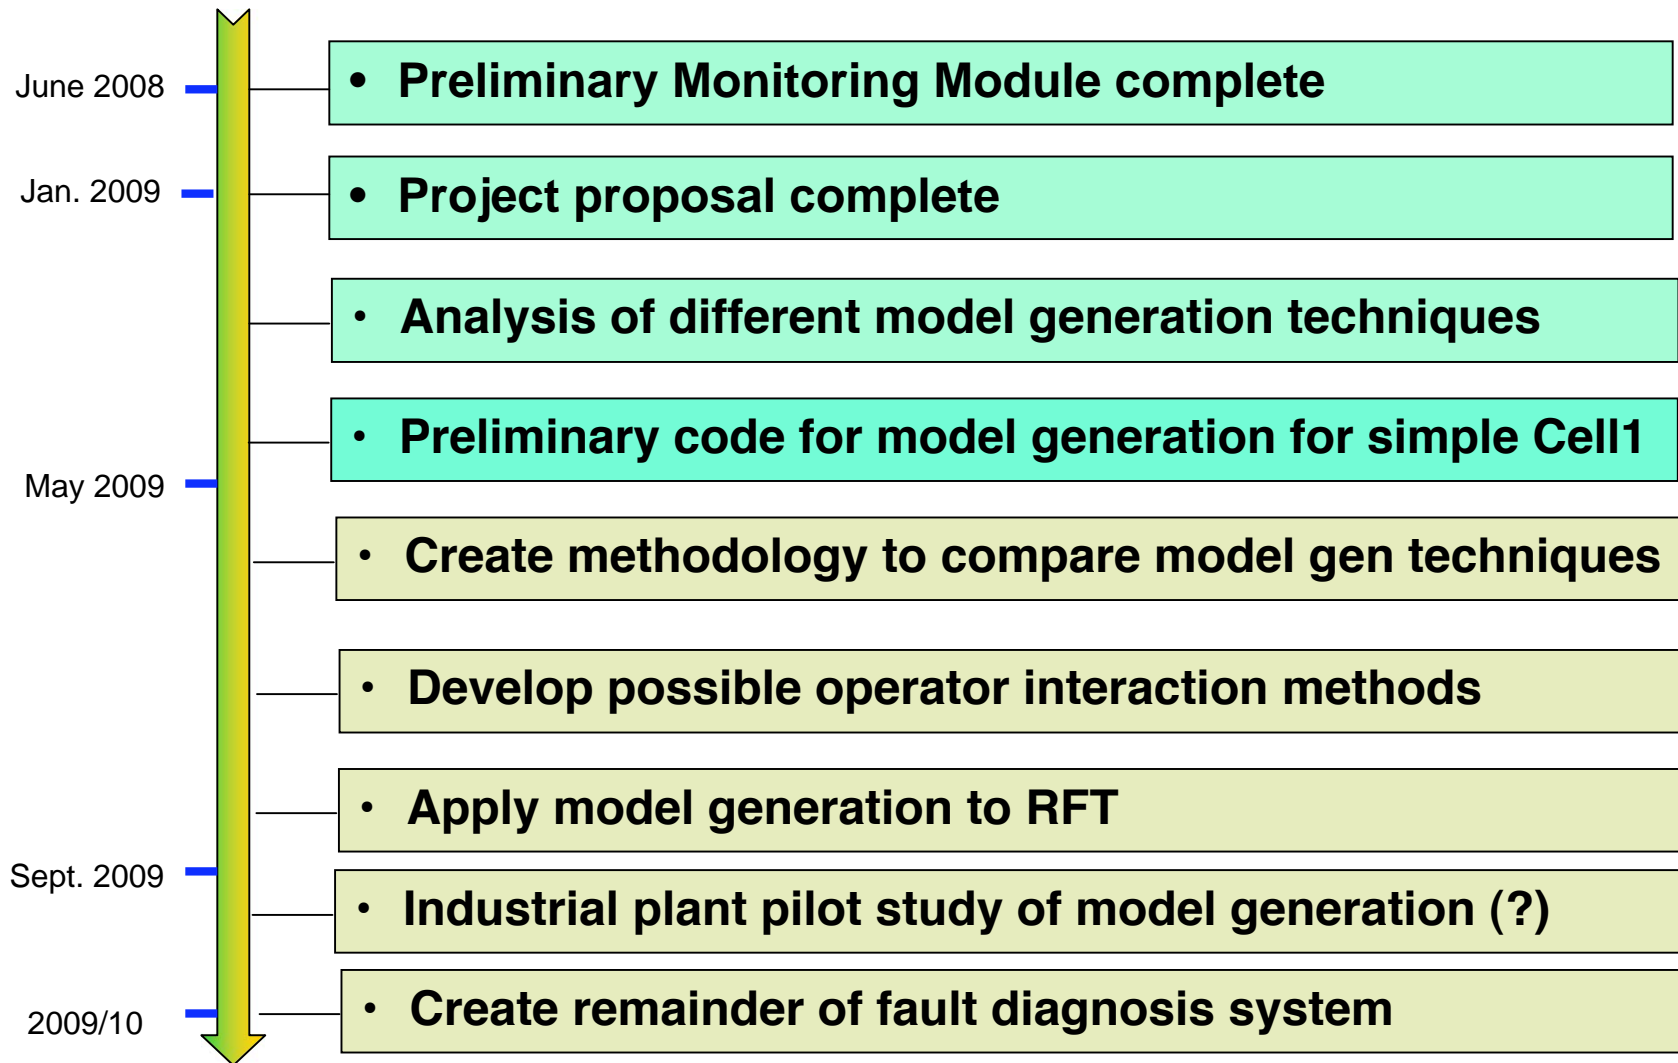 June 2008
• Preliminary Monitoring Module complete
Jan. 2009
• Project proposal complete
• Analysis of different model generation techniques
• Preliminary code for model generation for simple Cell1
May 2009
• Create methodology to compare model gen techniques
• Develop possible operator interaction methods
• Apply model generation to RFT
Sept. 2009
• Industrial plant pilot study of model generation (?)
• Create remainder of fault diagnosis system
2009/10